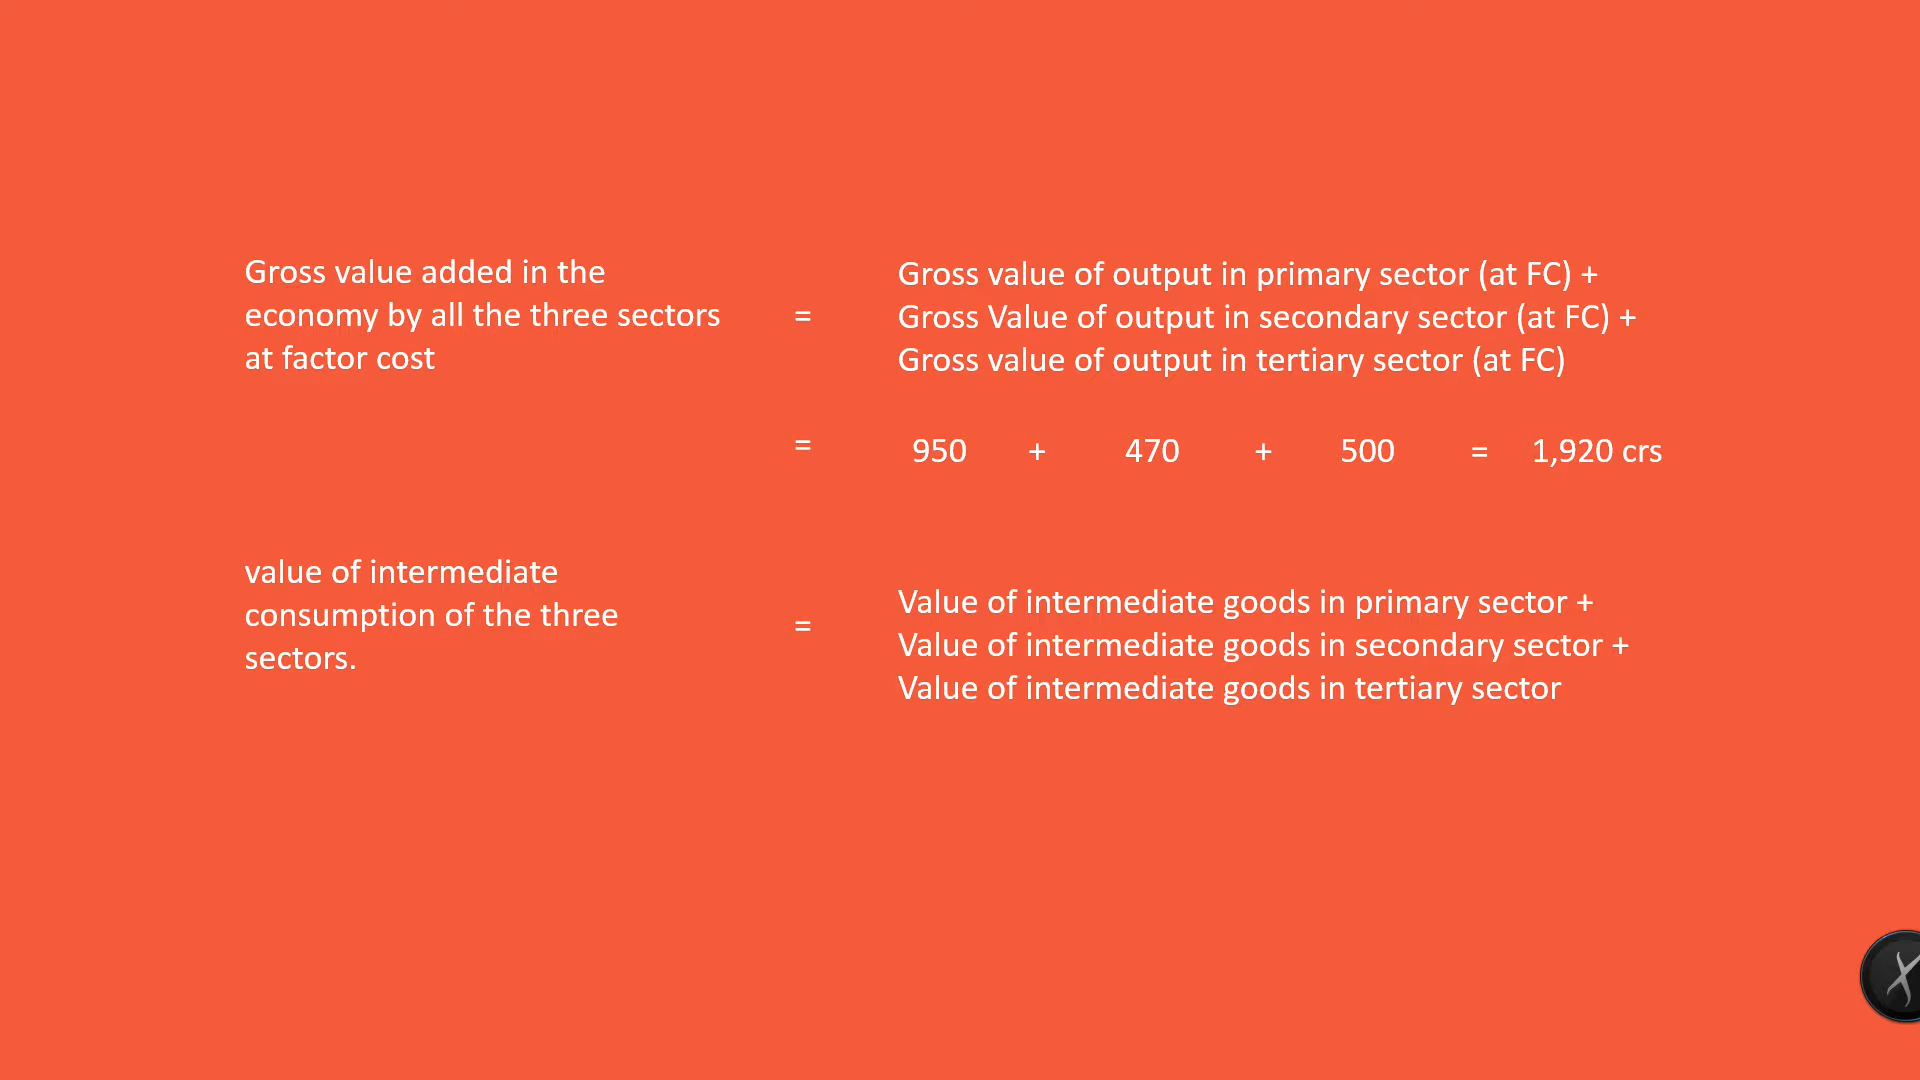 Gross value added in the
economy by all the three sectors
at factor cost
=
Gross value of output in primary sector (at FC) +
Gross Value of output in secondary sector (at FC) +
Gross value of output in tertiary sector (at FC)
= 950 + 470 + 500 = 1,920 crs
value of intermediate
consumption of the three
sectors.
=
Value of intermediate goods in primary sector +
Value of intermediate goods in secondary sector +
Value of intermediate goods in tertiary sector